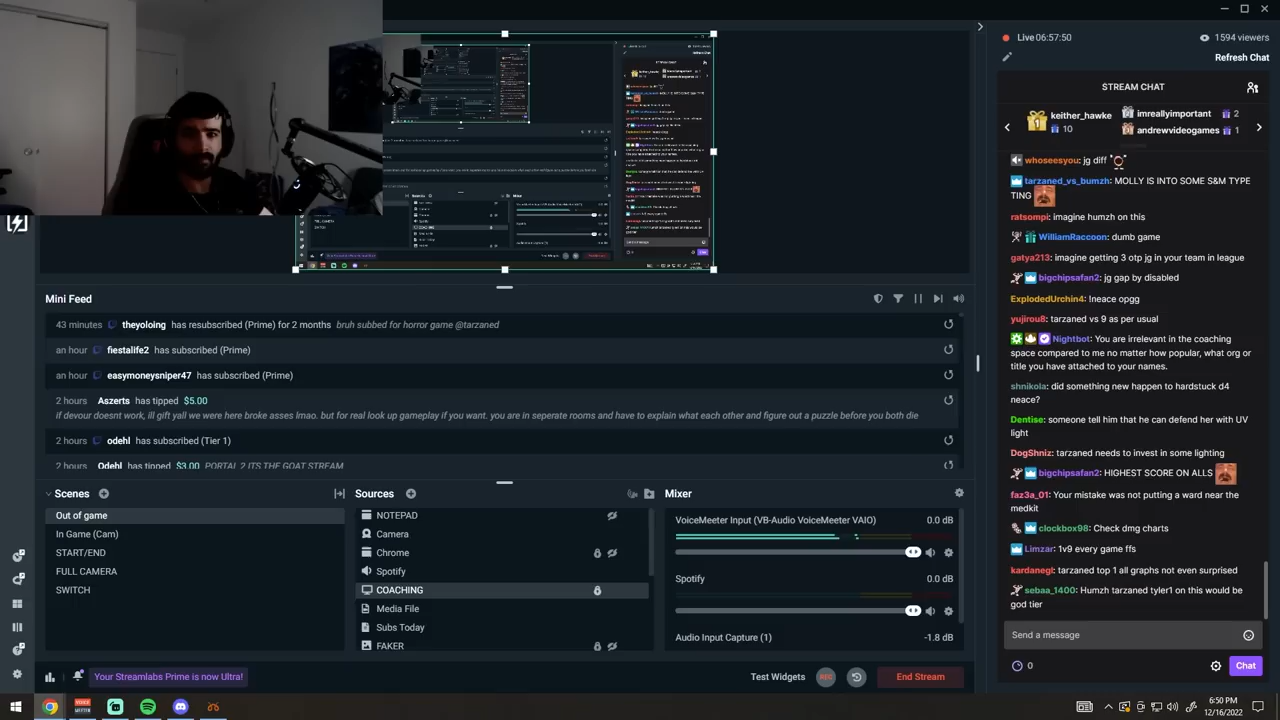 Live 06:57:50
1594 viewers
Refresh Chat
STREAM CHAT
keither_hawke
10
imreallyimportant 2
andrewvideogames 1
whoseesyou: jg diff
tarzaned_vs_bumzh: MOLLY IS INTO SOME S&M TYPE
TING
ratsompi: imagine humzh on this
WilliamRaccoon: dump game
bigchipsafan2: jg gap by disabled
ExplodedUrchin4: !neace opgg
yujirou8: tarzaned vs 9 as per usual
Nightbot: You are irrelevant in the coaching
space compared to me no matter how popular, what org or
title you have attached to your names.
shnikola: did something new happen to hardstuck d4
neace?
Dentise: someone tell him that he can defend her with UV
light
DogShniz: tarzaned needs to invest in some lighting
bigchipsafan2: HIGHEST SCORE ON ALLS
faz3a_01: Your mistake was not putting a ward near the
medkit
clockbox98: Check dmg charts
Limzar: 1v9 every game ffs
kardanegl: tarzaned top 1 all graphs not even surprised
sebaa_1400: Humzh tarzaned tyler1 on this would be
god tier
Send a message
0
Chat
Mini Feed
43 minutes theyoloing has resubscribed (Prime) for 2 months bruh subbed for horror game @tarzaned
an hour fiestalife2 has subscribed (Prime)
an hour easymoneysniper47 has subscribed (Prime)
2 hours Aszerts has tipped $5.00
if devour doesnt work, ill gift yall we were here broke asses lmao. but for real look up gameplay if you want. you are in seperate rooms and have to explain what each other and figure out a puzzle before you both die
2 hours odehl has subscribed (Tier 1)
2 hours Odehl has tipped $3.00 PORTAL 2 ITS THE GOAT STREAM
Scenes
Out of game
In Game (Cam)
START/END
FULL CAMERA
SWITCH
Sources
NOTEPAD
Camera
Chrome
Spotify
COACHING
Media File
Subs Today
FAKER
Mixer
VoiceMeeter Input (VB-Audio VoiceMeeter VAIO) 0.0 dB
Spotify 0.0 dB
Audio Input Capture (1) -1.8 dB
Your Streamlabs Prime is now Ultra!
Test Widgets
REC
End Stream
6:50 PM
12/16/2022